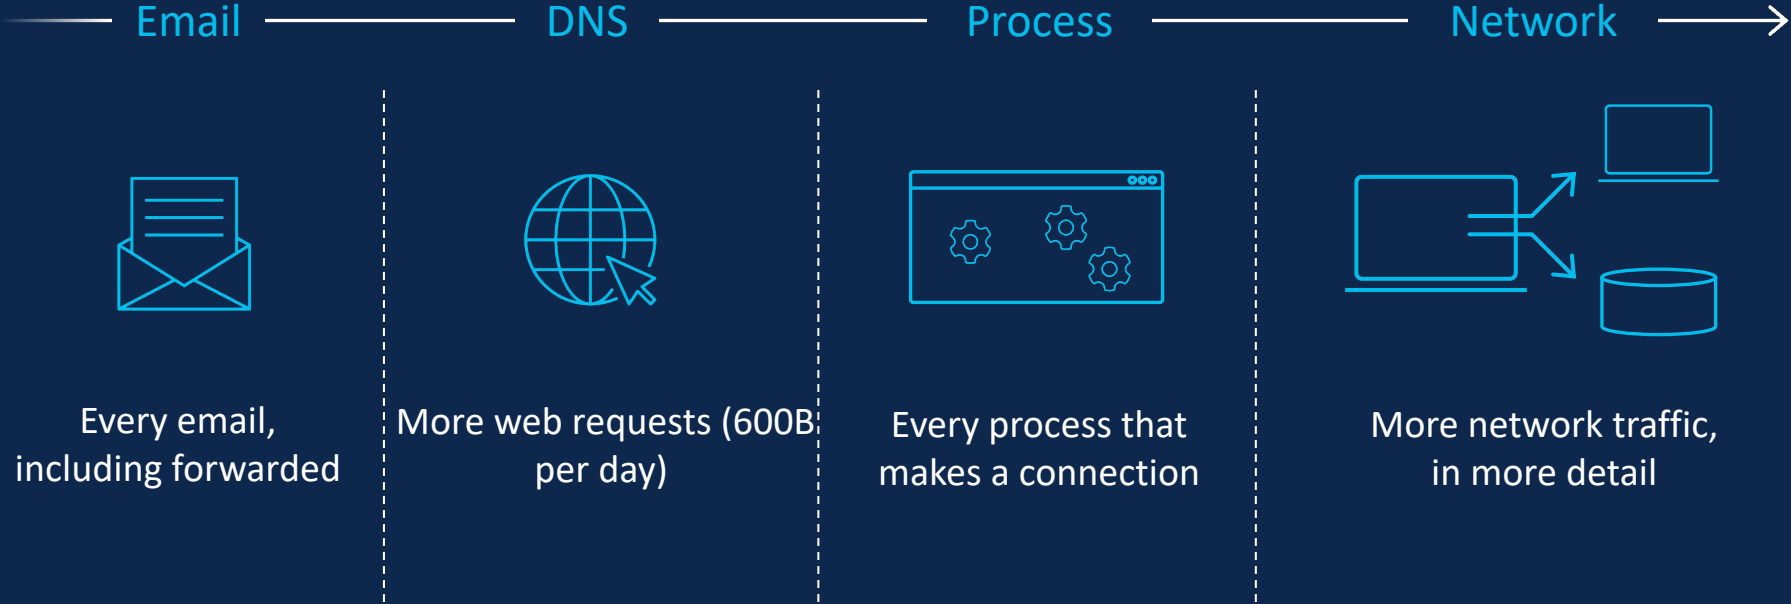 Email
DNS
Process
Network
Every email,
including forwarded
More web requests (600B
per day)
Every process that
makes a connection
More network traffic,
in more detail